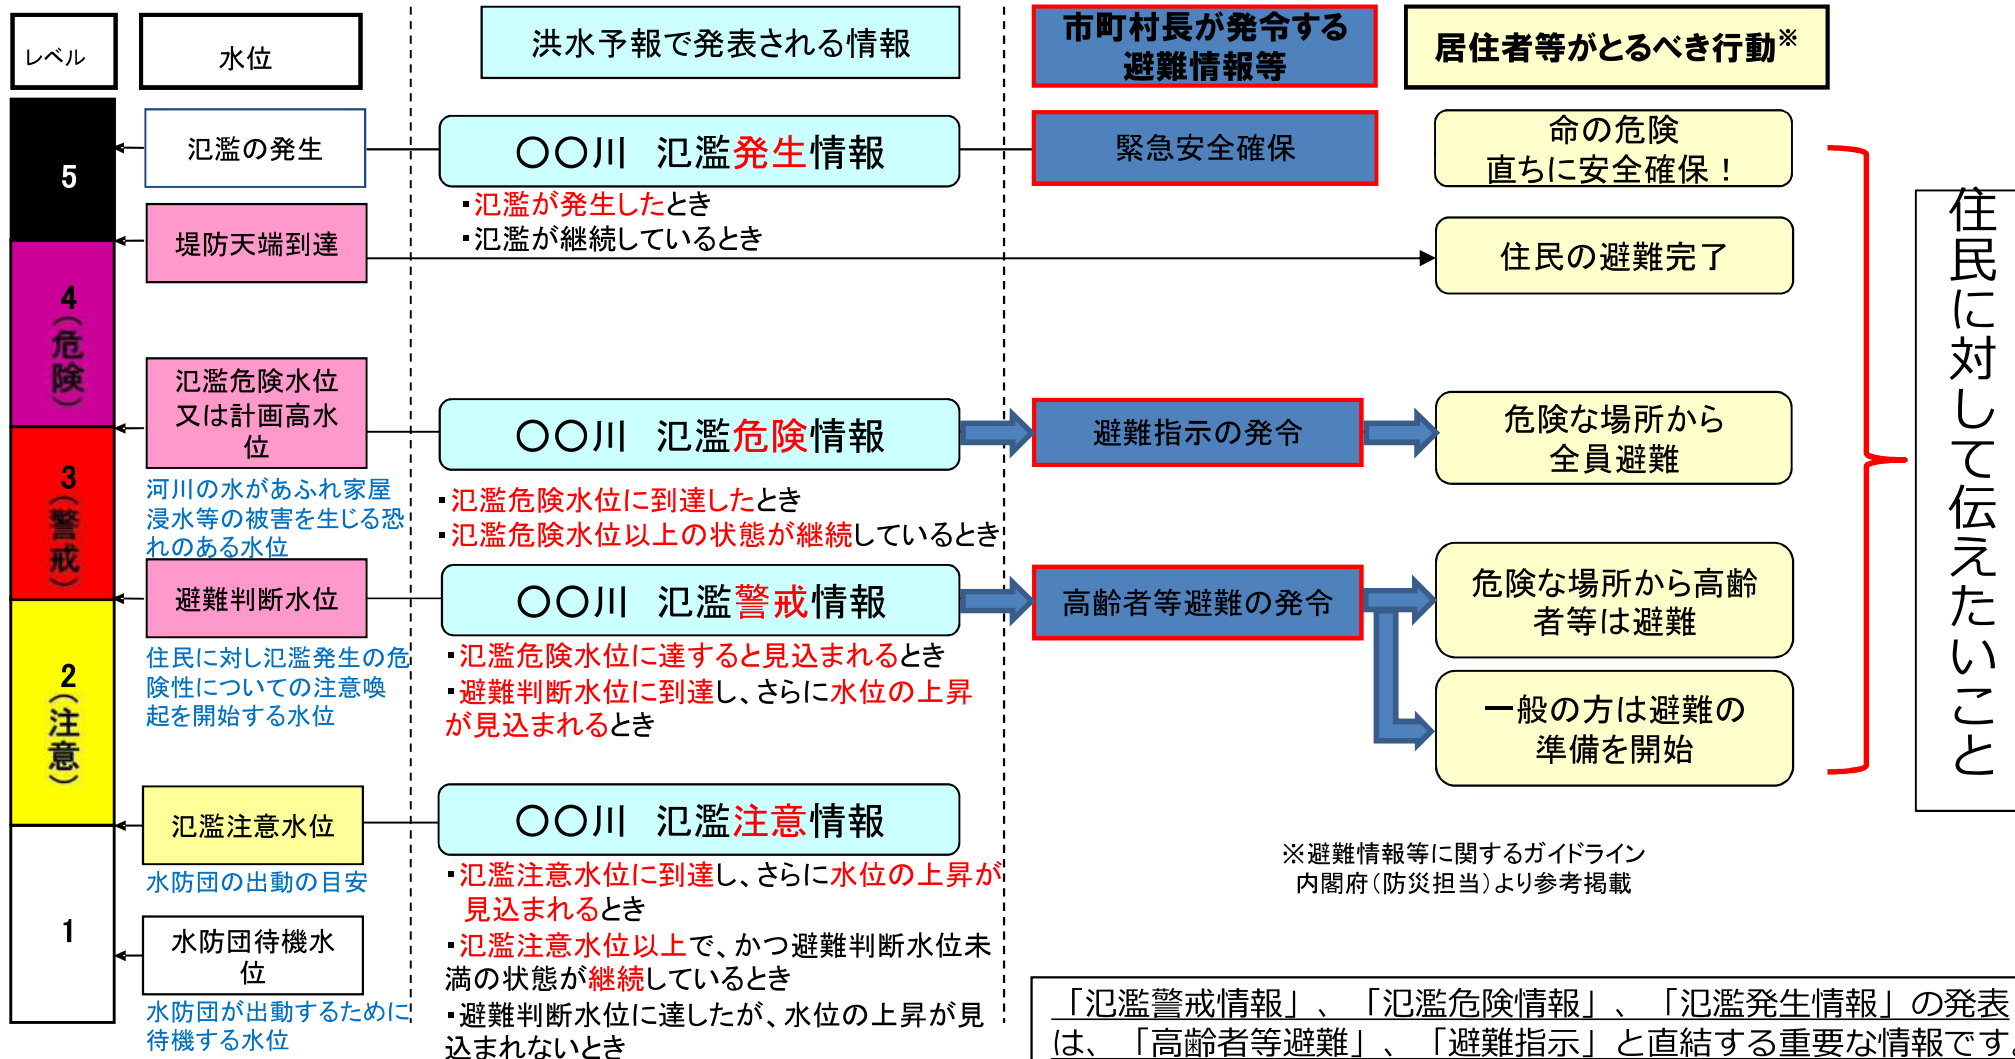 レベル
水位
洪水予報で発表される情報
市町村長が発令する
避難情報等
居住者等がとるべき行動※
5
氾濫の発生
〇〇川 氾濫発生情報
緊急安全確保
命の危険
直ちに安全確保！
・氾濫が発生したとき
・氾濫が継続しているとき
堤防天端到達
住民の避難完了
4
（危険）
氾濫危険水位
又は計画高水
位
〇〇川 氾濫危険情報
避難指示の発令
危険な場所から
全員避難
河川の水があふれ家屋
浸水等の被害を生じる恐
れのある水位
・氾濫危険水位に到達したとき
・氾濫危険水位以上の状態が継続しているとき
3
（警戒）
避難判断水位
〇〇川 氾濫警戒情報
高齢者等避難の発令
危険な場所から高齢
者等は避難
住民に対し氾濫発生の危
険性についての注意喚
起を開始する水位
・氾濫危険水位に達すると見込まれるとき
・避難判断水位に到達し、さらに水位の上昇
が見込まれるとき
一般の方は避難の
準備を開始
2
（注意）
氾濫注意水位
〇〇川 氾濫注意情報
水防団の出動の目安
・氾濫注意水位に到達し、さらに水位の上昇が
見込まれるとき
・氾濫注意水位以上で、かつ避難判断水位未
満の状態が継続しているとき
・避難判断水位に達したが、水位の上昇が見
込まれないとき
1
水防団待機水
位
水防団が出動するために
待機する水位
住民に対して伝えたいこと
※避難情報等に関するガイドライン
内閣府（防災担当）より参考掲載
「氾濫警戒情報」、「氾濫危険情報」、「氾濫発生情報」の発表
は、「高齢者等避難」、「避難指示」と直結する重要な情報です